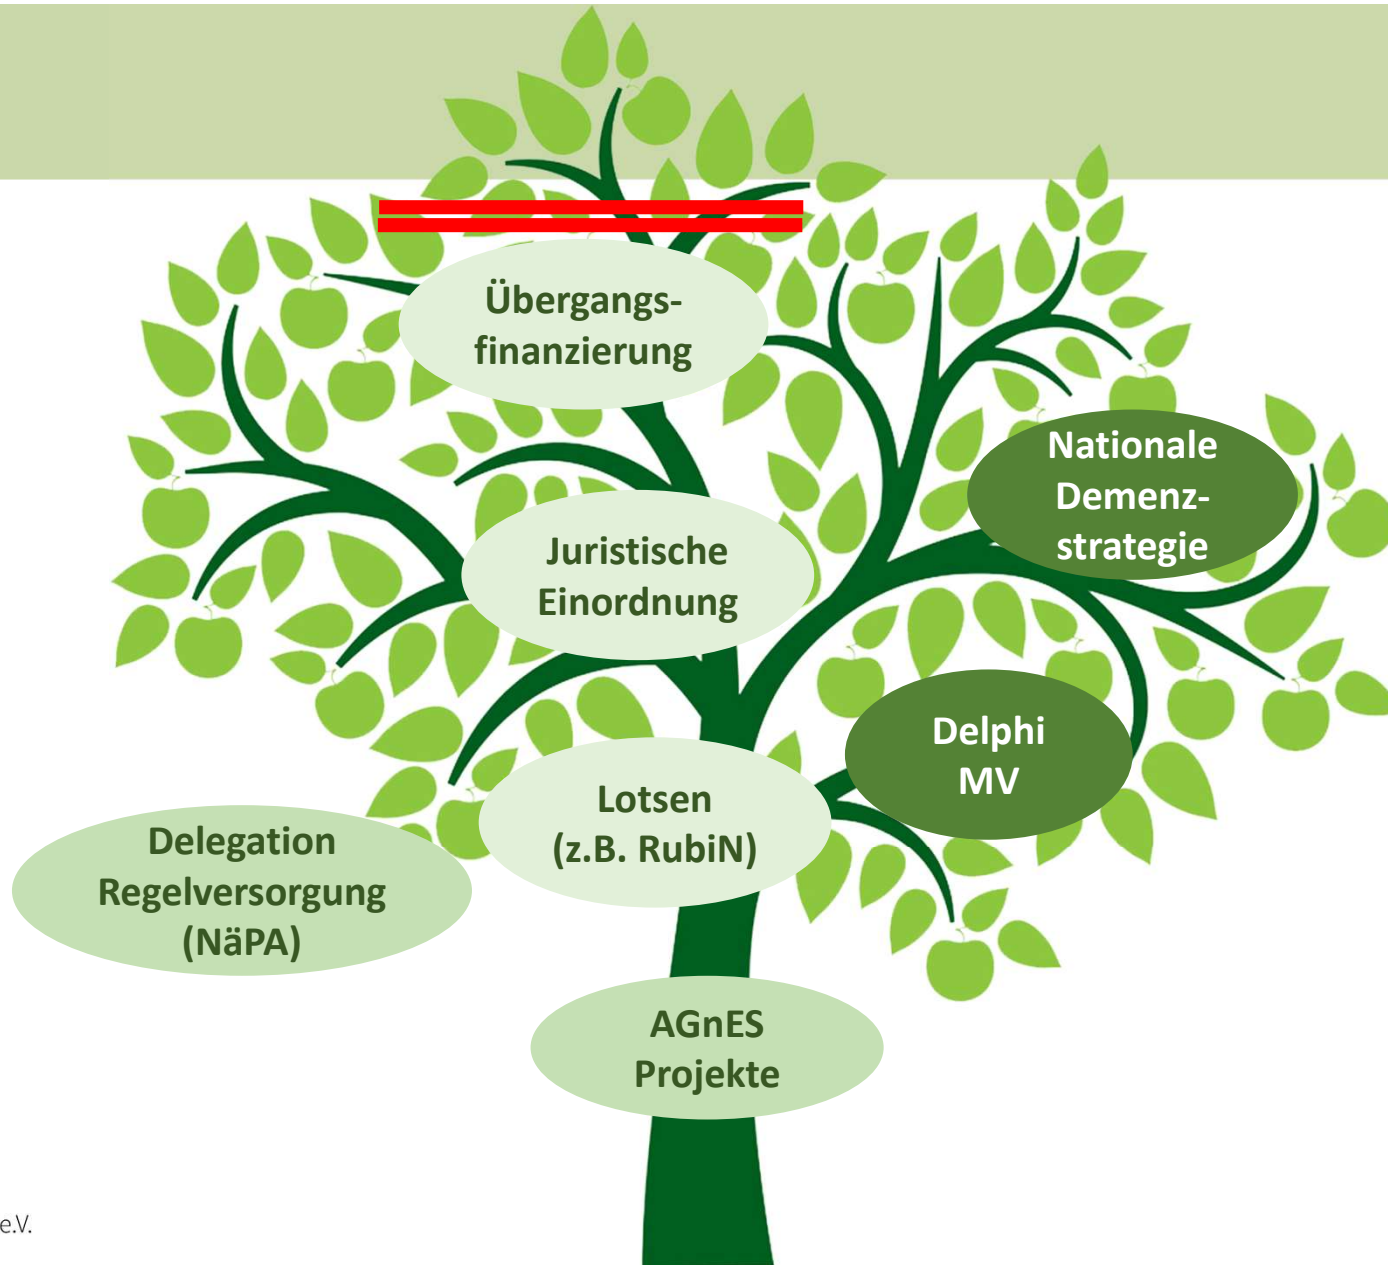 Übergangs-
finanzierung
Nationale
Demenz-
strategie
Juristische
Einordnung
Delphi
MV
Lotsen
(z.B. RubiN)
Delegation
Regelversorgung
(NäPA)
AGnES
Projekte
e.V.